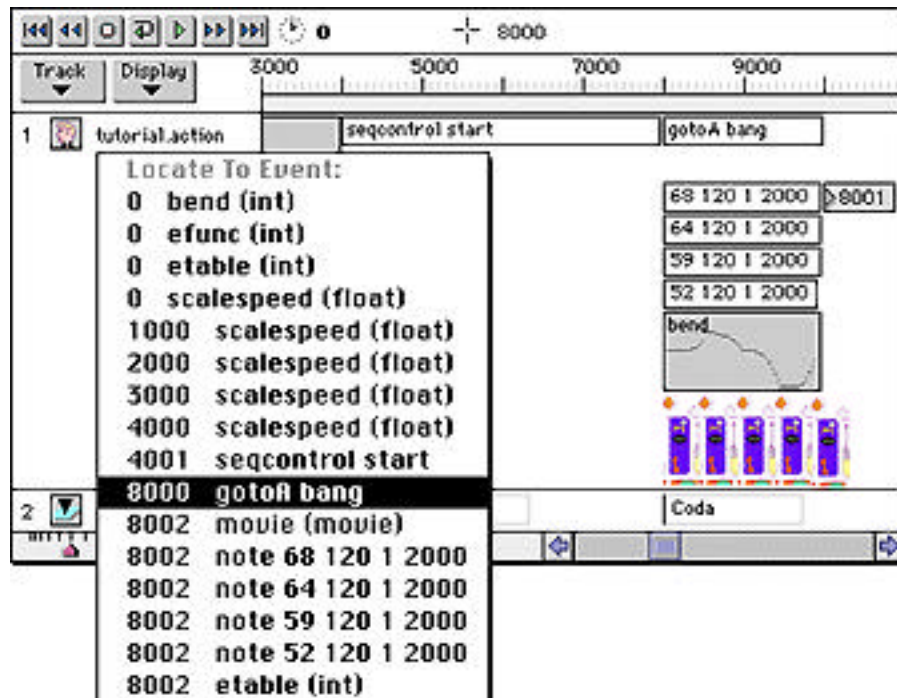 0 8000
Track Display 3000 5000 7000 9000
1 tutorial.action seqcontrol start gotoA bang
Locate To Event:
0 bend (int)
0 efunc (int)
0 etable (int)
0 scalespeed (float)
1000 scalespeed (float)
2000 scalespeed (float)
3000 scalespeed (float)
4000 scalespeed (float)
4001 seqcontrol start
8000 gotoA bang
8002 movie (movie)
8002 note 68 120 1 2000
8002 note 64 120 1 2000
8002 note 59 120 1 2000
8002 note 52 120 1 2000
8002 etable (int)
68 120 1 2000 8001
64 120 1 2000
59 120 1 2000
52 120 1 2000
bend
2 Coda